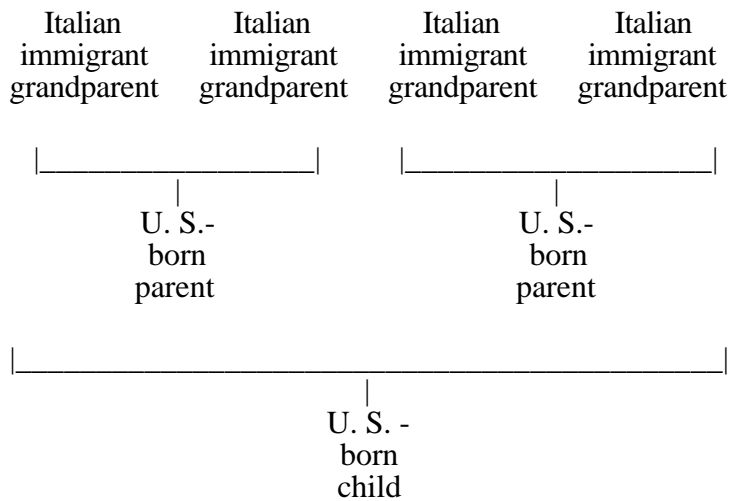 Italian Italian Italian Italian
immigrant immigrant immigrant immigrant
grandparent grandparent grandparent grandparent
U. S.- U. S.-
born born
parent parent
U. S. -
born
child